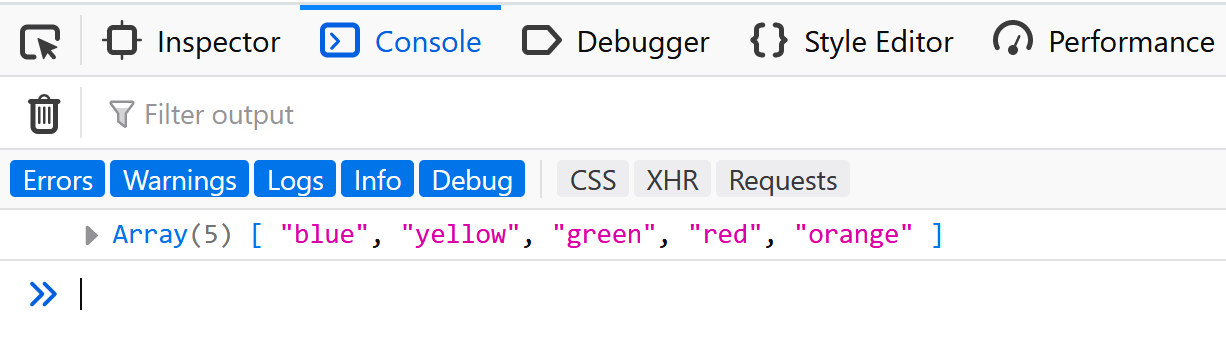 Inspector Console Debugger Style Editor Performance
Filter output
Errors Warnings Logs Info Debug CSS XHR Requests
Array(5) [ "blue", "yellow", "green", "red", "orange" ]